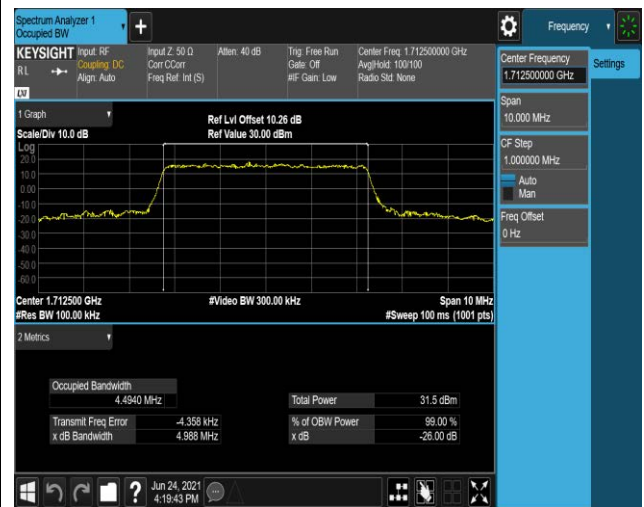 Spectrum Analyzer 1
Occupied BW
+
Frequency
KEYSIGHT
RL
LXI
Input: RF
Coupling: DC
Align: Auto
Input Z: 50 Ω
Corr CCorr
Freq Ref: Int (S)
Atten: 40 dB
Trig: Free Run
Gate: Off
#IF Gain: Low
Center Freq: 1.712500000 GHz
Avg|Hold: 100/100
Radio Std: None
Center Frequency
1.712500000 GHz
Settings
Span
10.000 MHz
CF Step
1.000000 MHz
Auto
Man
Freq Offset
0 Hz
1 Graph
Scale/Div 10.0 dB
Ref Lvl Offset 10.26 dB
Ref Value 30.00 dBm
Log
20.0
10.0
0.00
-10.0
-20.0
-30.0
-40.0
-50.0
-60.0
Center 1.712500 GHz
#Video BW 300.00 kHz
Span 10 MHz
#Res BW 100.00 kHz
#Sweep 100 ms (1001 pts)
2 Metrics
Occupied Bandwidth
4.4940 MHz
Total Power 31.5 dBm
Transmit Freq Error -4.358 kHz
% of OBW Power 99.00 %
x dB Bandwidth 4.988 MHz
x dB -26.00 dB
?
Jun 24, 2021
4:19:43 PM